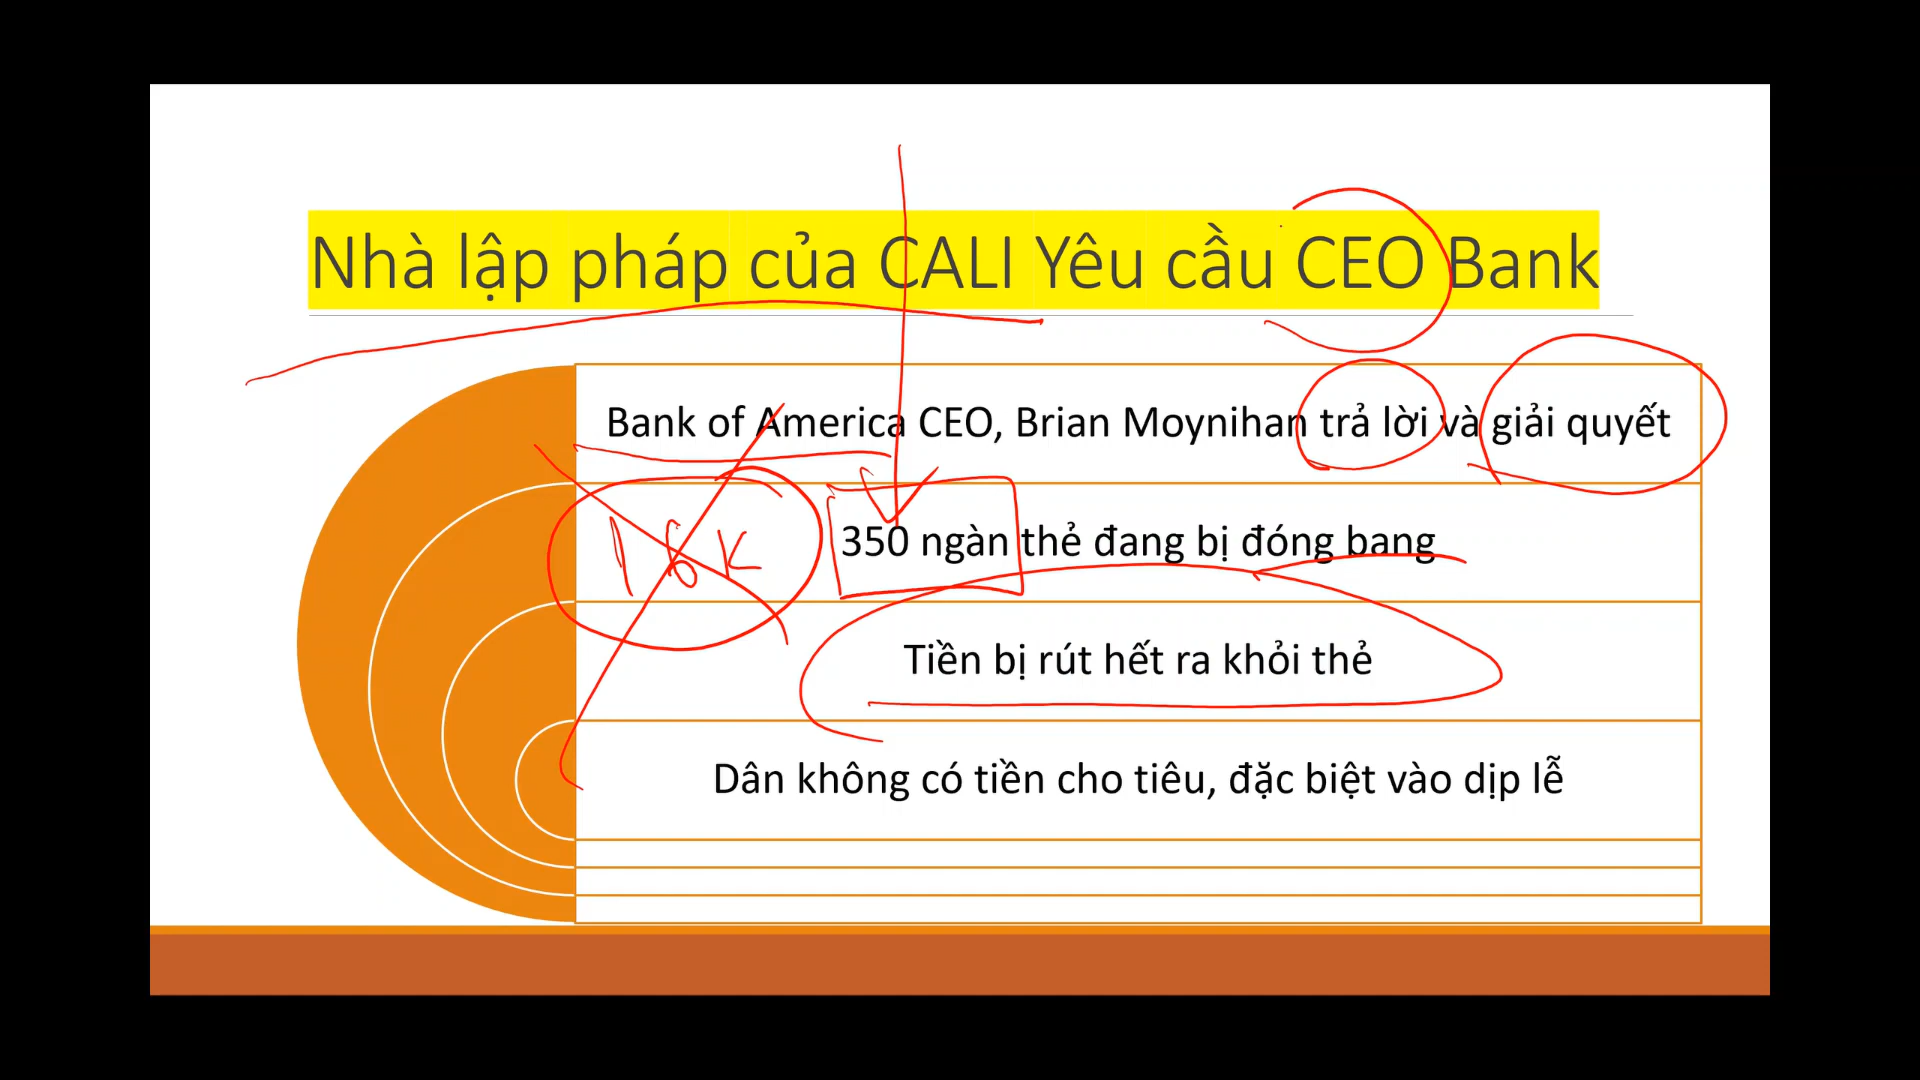 Nhà lập pháp của CALI Yêu cầu CEO Bank
Bank of America CEO, Brian Moynihan trả lời và giải quyết
16k
350 ngàn thẻ đang bị đóng bang
Tiền bị rút hết ra khỏi thẻ
Dân không có tiền cho tiêu, đặc biệt vào dịp lễ